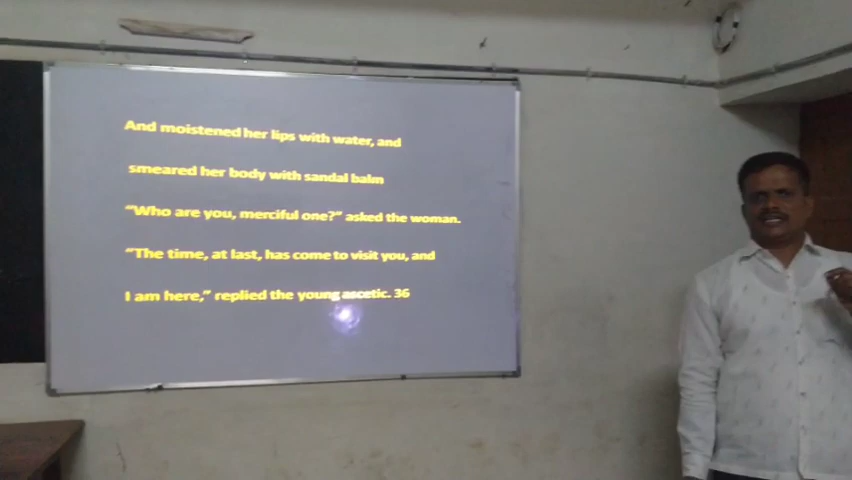 And moistened her lips with water, and
smeared her body with sandal balm
“Who are you, merciful one?” asked the woman.
“The time, at last, has come to visit you, and
I am here,” replied the young ascetic. 36